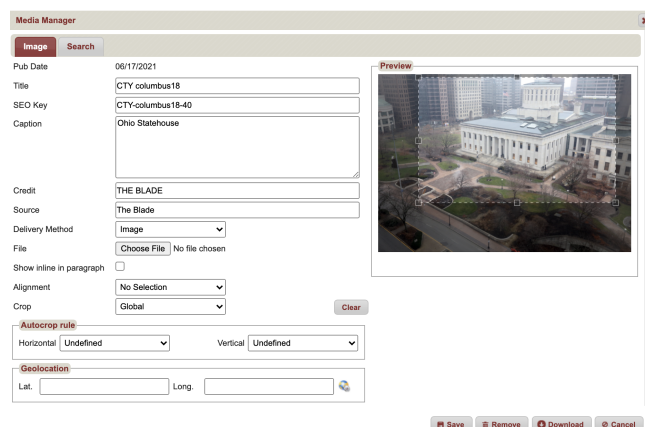 Media Manager
Image Search
Pub Date 06/17/2021
Title CTY columbus18
SEO Key CTY-columbus18-40
Caption Ohio Statehouse
Credit THE BLADE
Source The Blade
Delivery Method Image
File Choose File No file chosen
Show inline in paragraph
Alignment No Selection
Crop Global Clear
Autocrop rule
Horizontal Undefined Vertical Undefined
Geolocation
Lat. Long.
Preview
Save Remove Download Cancel